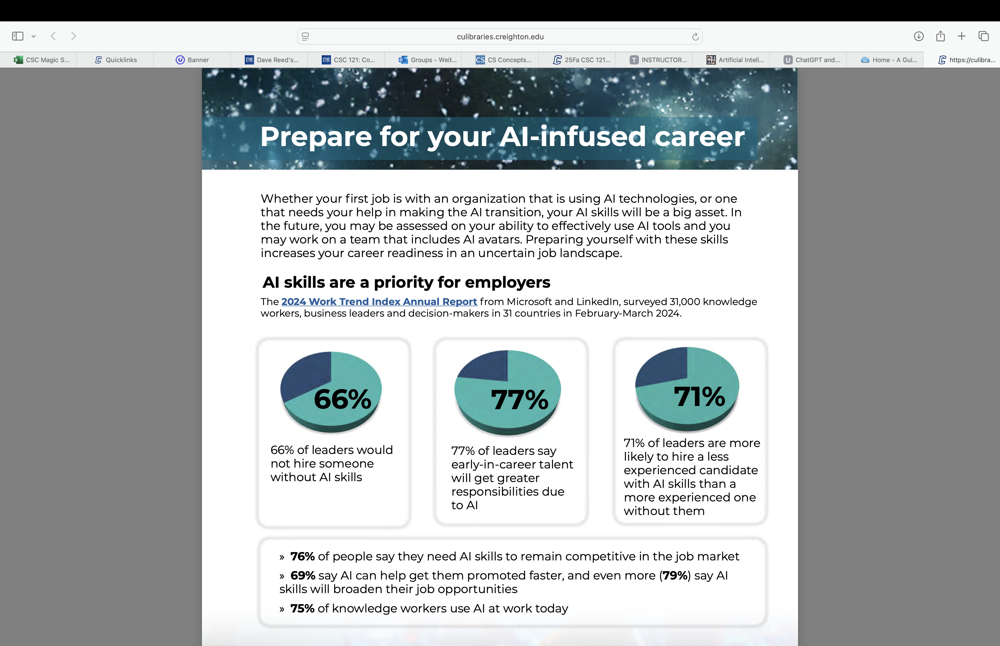 culibraries.creighton.edu
CSC Magic S...
Quicklinks
Banner
DR Dave Reed's...
DR CSC 121: Co...
Groups - Weit...
CS CS Concepts...
25Fa CSC 121...
T INSTRUCTOR...
AIMA Artificial Intell...
U ChatGPT and...
Home - A Gui...
https://culibra...
Prepare for your AI-infused career
Whether your first job is with an organization that is using AI technologies, or one
that needs your help in making the AI transition, your AI skills will be a big asset. In
the future, you may be assessed on your ability to effectively use AI tools and you
may work on a team that includes AI avatars. Preparing yourself with these skills
increases your career readiness in an uncertain job landscape.
AI skills are a priority for employers
The 2024 Work Trend Index Annual Report from Microsoft and LinkedIn, surveyed 31,000 knowledge
workers, business leaders and decision-makers in 31 countries in February-March 2024.
66%
66% of leaders would
not hire someone
without AI skills
77%
77% of leaders say
early-in-career talent
will get greater
responsibilities due
to AI
71%
71% of leaders are more
likely to hire a less
experienced candidate
with AI skills than a
more experienced one
without them
» 76% of people say they need AI skills to remain competitive in the job market
» 69% say AI can help get them promoted faster, and even more (79%) say AI
skills will broaden their job opportunities
» 75% of knowledge workers use AI at work today